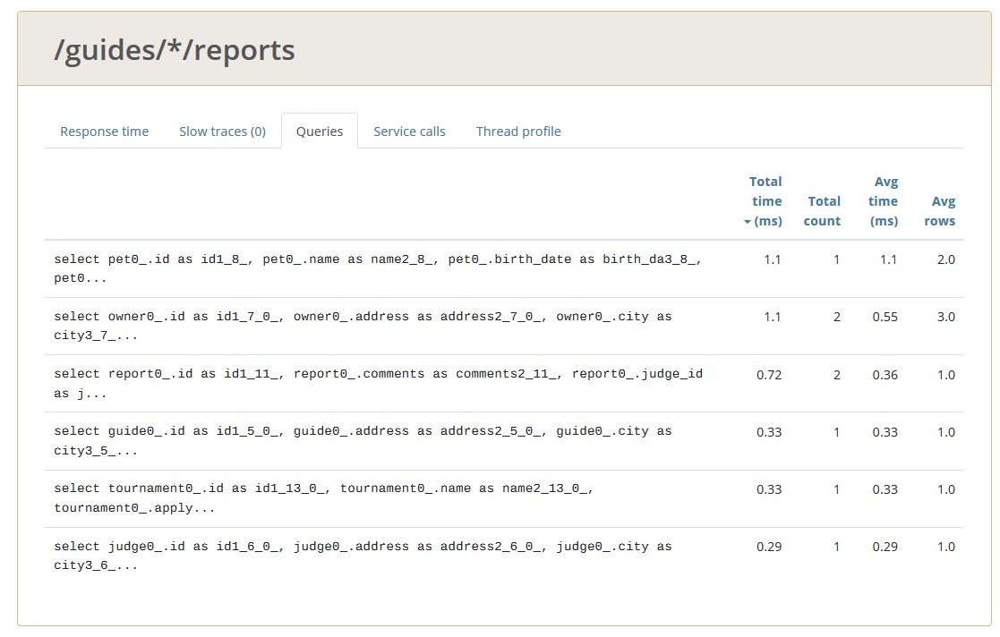 /guides/*/reports
Response time Slow traces (0) Queries Service calls Thread profile
Total time (ms) Total count Avg time (ms) Avg rows
select pet0_.id as id1_8_, pet0_.name as name2_8_, pet0_.birth_date as birth_da3_8_, 1.1 1 1.1 2.0
pet0...
select owner0_.id as id1_7_0_, owner0_.address as address2_7_0_, owner0_.city as 1.1 2 0.55 3.0
city3_7_...
select report0_.id as id1_11_, report0_.comments as comments2_11_, report0_.judge_id 0.72 2 0.36 1.0
as j...
select guide0_.id as id1_5_0_, guide0_.address as address2_5_0_, guide0_.city as 0.33 1 0.33 1.0
city3_5_...
select tournament0_.id as id1_13_0_, tournament0_.name as name2_13_0_, 0.33 1 0.33 1.0
tournament0_.apply...
select judge0_.id as id1_6_0_, judge0_.address as address2_6_0_, judge0_.city as 0.29 1 0.29 1.0
city3_6_...